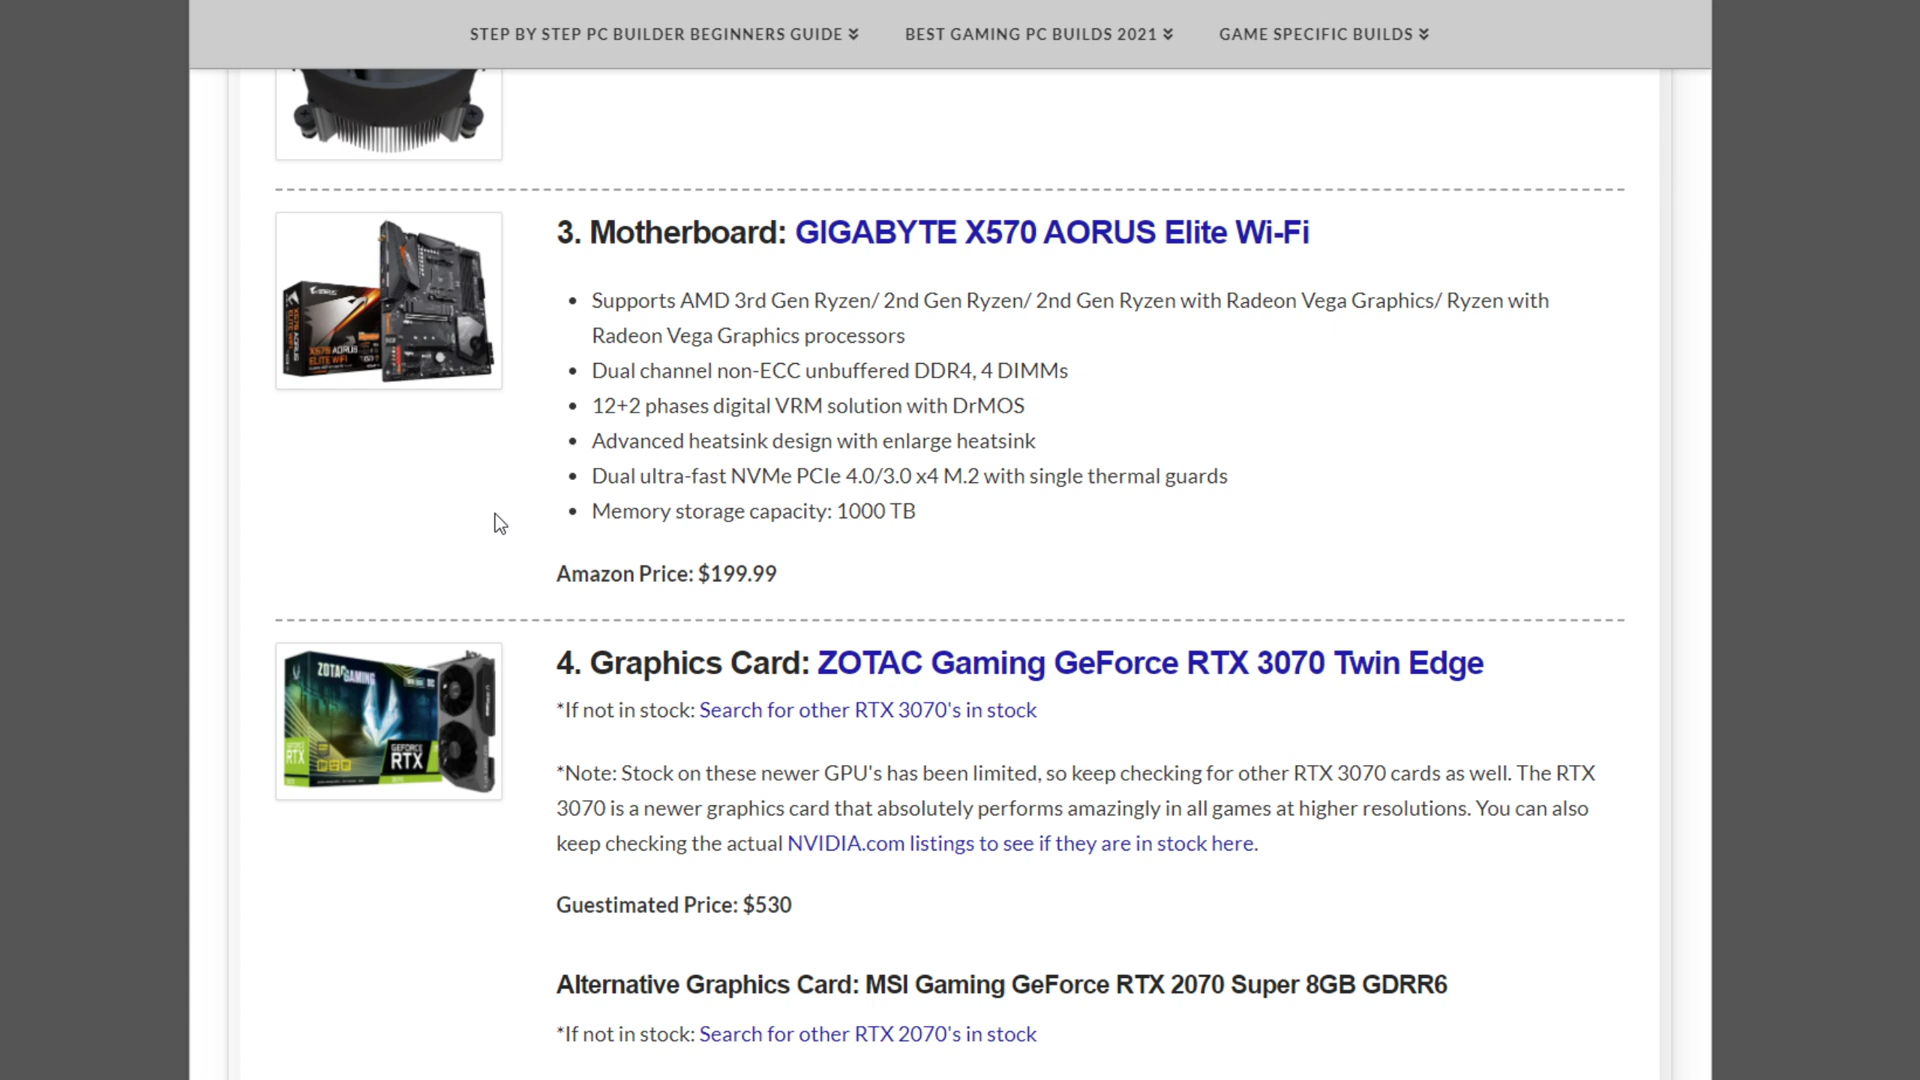 STEP BY STEP PC BUILDER BEGINNERS GUIDE
BEST GAMING PC BUILDS 2021
GAME SPECIFIC BUILDS
3. Motherboard: GIGABYTE X570 AORUS Elite Wi-Fi
• Supports AMD 3rd Gen Ryzen/ 2nd Gen Ryzen/ 2nd Gen Ryzen with Radeon Vega Graphics/ Ryzen with
Radeon Vega Graphics processors
• Dual channel non-ECC unbuffered DDR4, 4 DIMMs
• 12+2 phases digital VRM solution with DrMOS
• Advanced heatsink design with enlarge heatsink
• Dual ultra-fast NVMe PCIe 4.0/3.0 x4 M.2 with single thermal guards
• Memory storage capacity: 1000 TB
Amazon Price: $199.99
X570 AORUS
ELITE WIFI
4. Graphics Card: ZOTAC Gaming GeForce RTX 3070 Twin Edge
*If not in stock: Search for other RTX 3070's in stock
*Note: Stock on these newer GPU's has been limited, so keep checking for other RTX 3070 cards as well. The RTX
3070 is a newer graphics card that absolutely performs amazingly in all games at higher resolutions. You can also
keep checking the actual NVIDIA.com listings to see if they are in stock here.
Guestimated Price: $530
ZOTAC GAMING
GEFORCE
RTX
GEFORCE
RTX
Alternative Graphics Card: MSI Gaming GeForce RTX 2070 Super 8GB GDRR6
*If not in stock: Search for other RTX 2070's in stock